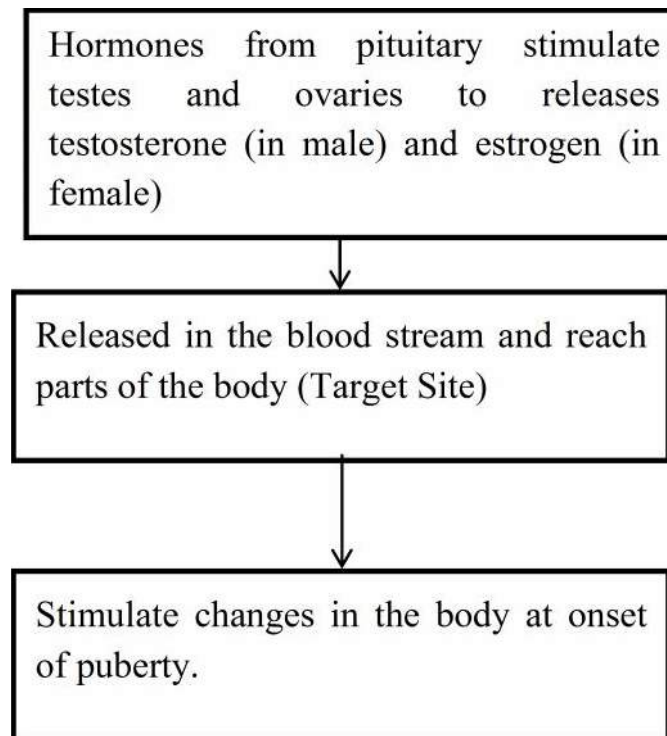 Hormones from pituitary stimulate
testes and ovaries to releases
testosterone (in male) and estrogen (in
female)
Released in the blood stream and reach
parts of the body (Target Site)
Stimulate changes in the body at onset
of puberty.